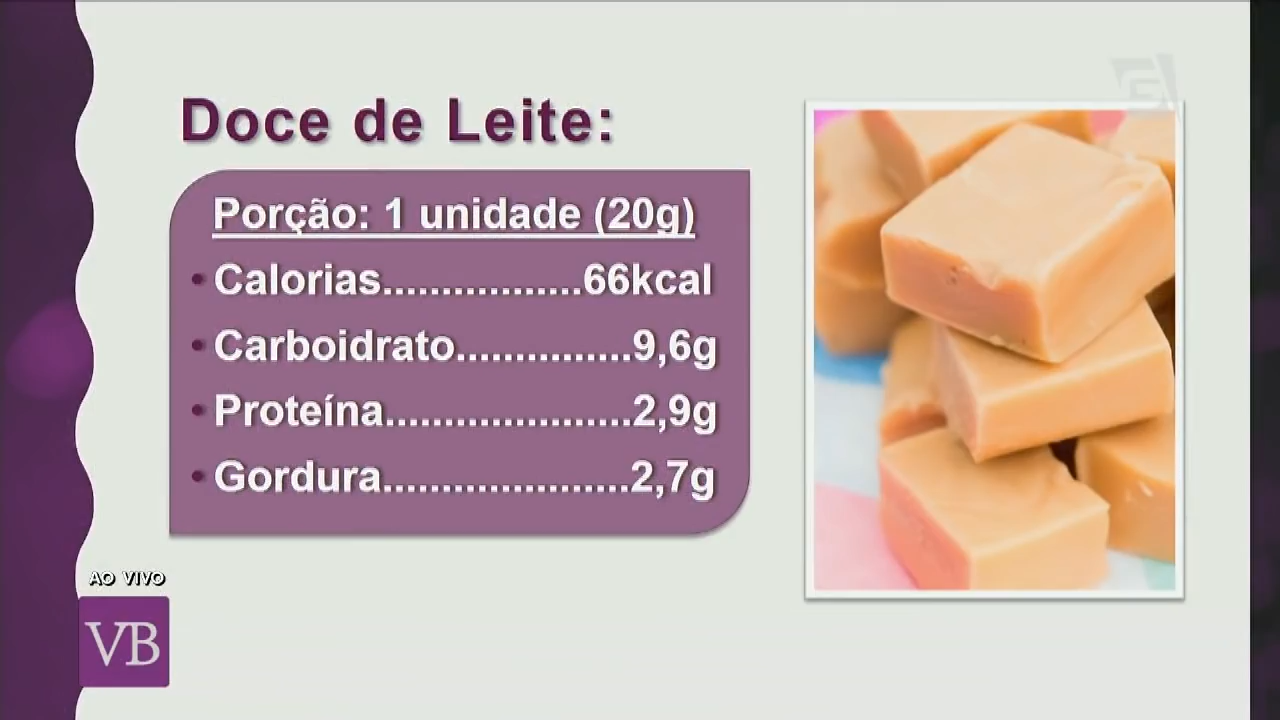 Doce de Leite:
Porção: 1 unidade (20g)
• Calorias.................66kcal
• Carboidrato...............9,6g
• Proteína.....................2,9g
• Gordura.....................2,7g
AO VIVO
VB